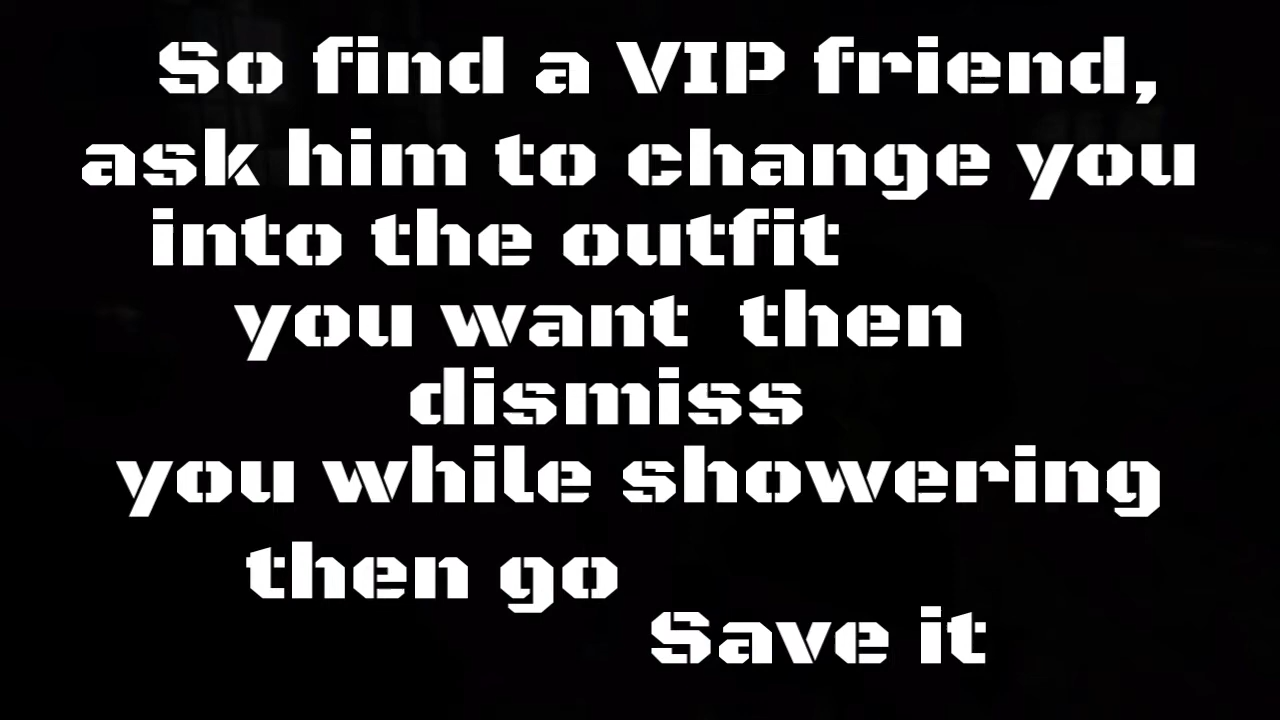 So find a VIP friend,
ask him to change you
into the outfit
you want then
dismiss
you while showering
then go
Save it